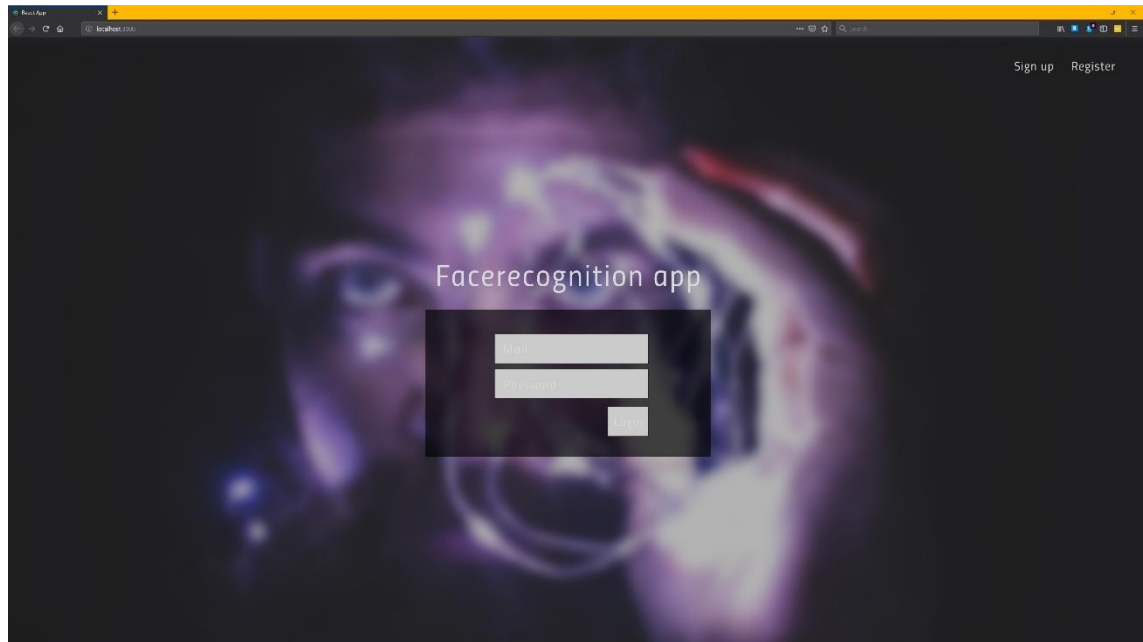 React App
localhost:3000
Search
Sign up Register
Facerecognition app
Mail
Password
Login